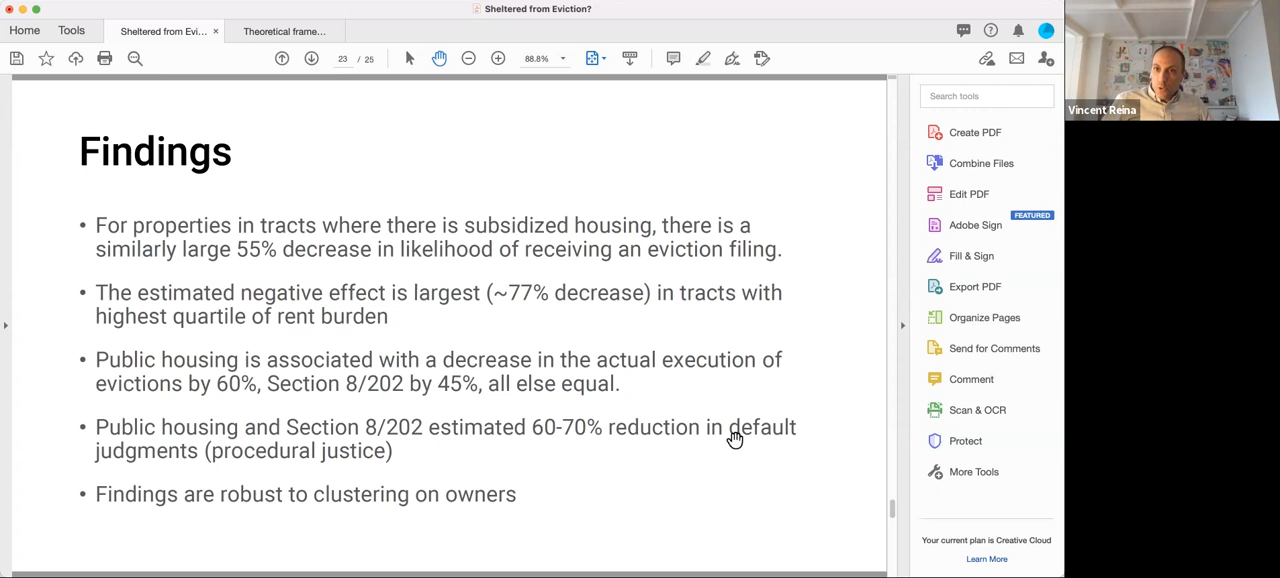 Sheltered from Eviction?
Home
Tools
Sheltered from Evi... ×
Theoretical frame...
23 / 25
88.8%
Search tools
Create PDF
Combine Files
Edit PDF
FEATURED
Adobe Sign
Fill & Sign
Export PDF
Organize Pages
Send for Comments
Comment
Scan & OCR
Protect
More Tools
Your current plan is Creative Cloud
Learn More
Findings
• For properties in tracts where there is subsidized housing, there is a
similarly large 55% decrease in likelihood of receiving an eviction filing.
• The estimated negative effect is largest (~77% decrease) in tracts with
highest quartile of rent burden
• Public housing is associated with a decrease in the actual execution of
evictions by 60%, Section 8/202 by 45%, all else equal.
• Public housing and Section 8/202 estimated 60-70% reduction in default
judgments (procedural justice)
• Findings are robust to clustering on owners
Vincent Reina